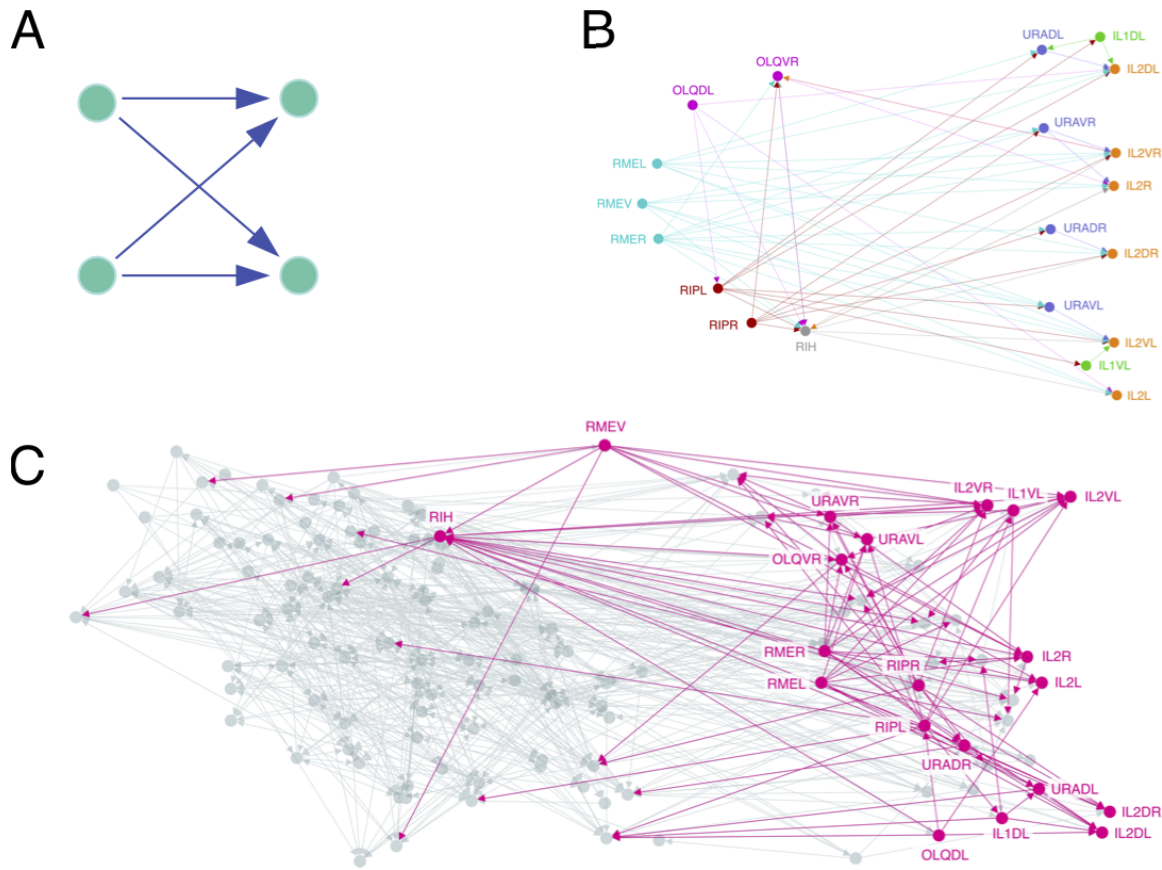 A
B
URADL
IL1DL
OLQVR
IL2DL
OLQDL
URAVR
RMEL
IL2VR
IL2R
RMEV
URADR
RMER
IL2DR
RIPL
URAVL
RIPR
RIH
IL2VL
IL1VL
IL2L
C
RMEV
IL2VR
IL1VL
IL2VL
URAVR
RIH
URAVL
OLQVR
RMER
RIPR
IL2R
RMEL
IL2L
RIPL
URADR
URADL
IL2DR
IL1DL
IL2DL
OLQDL